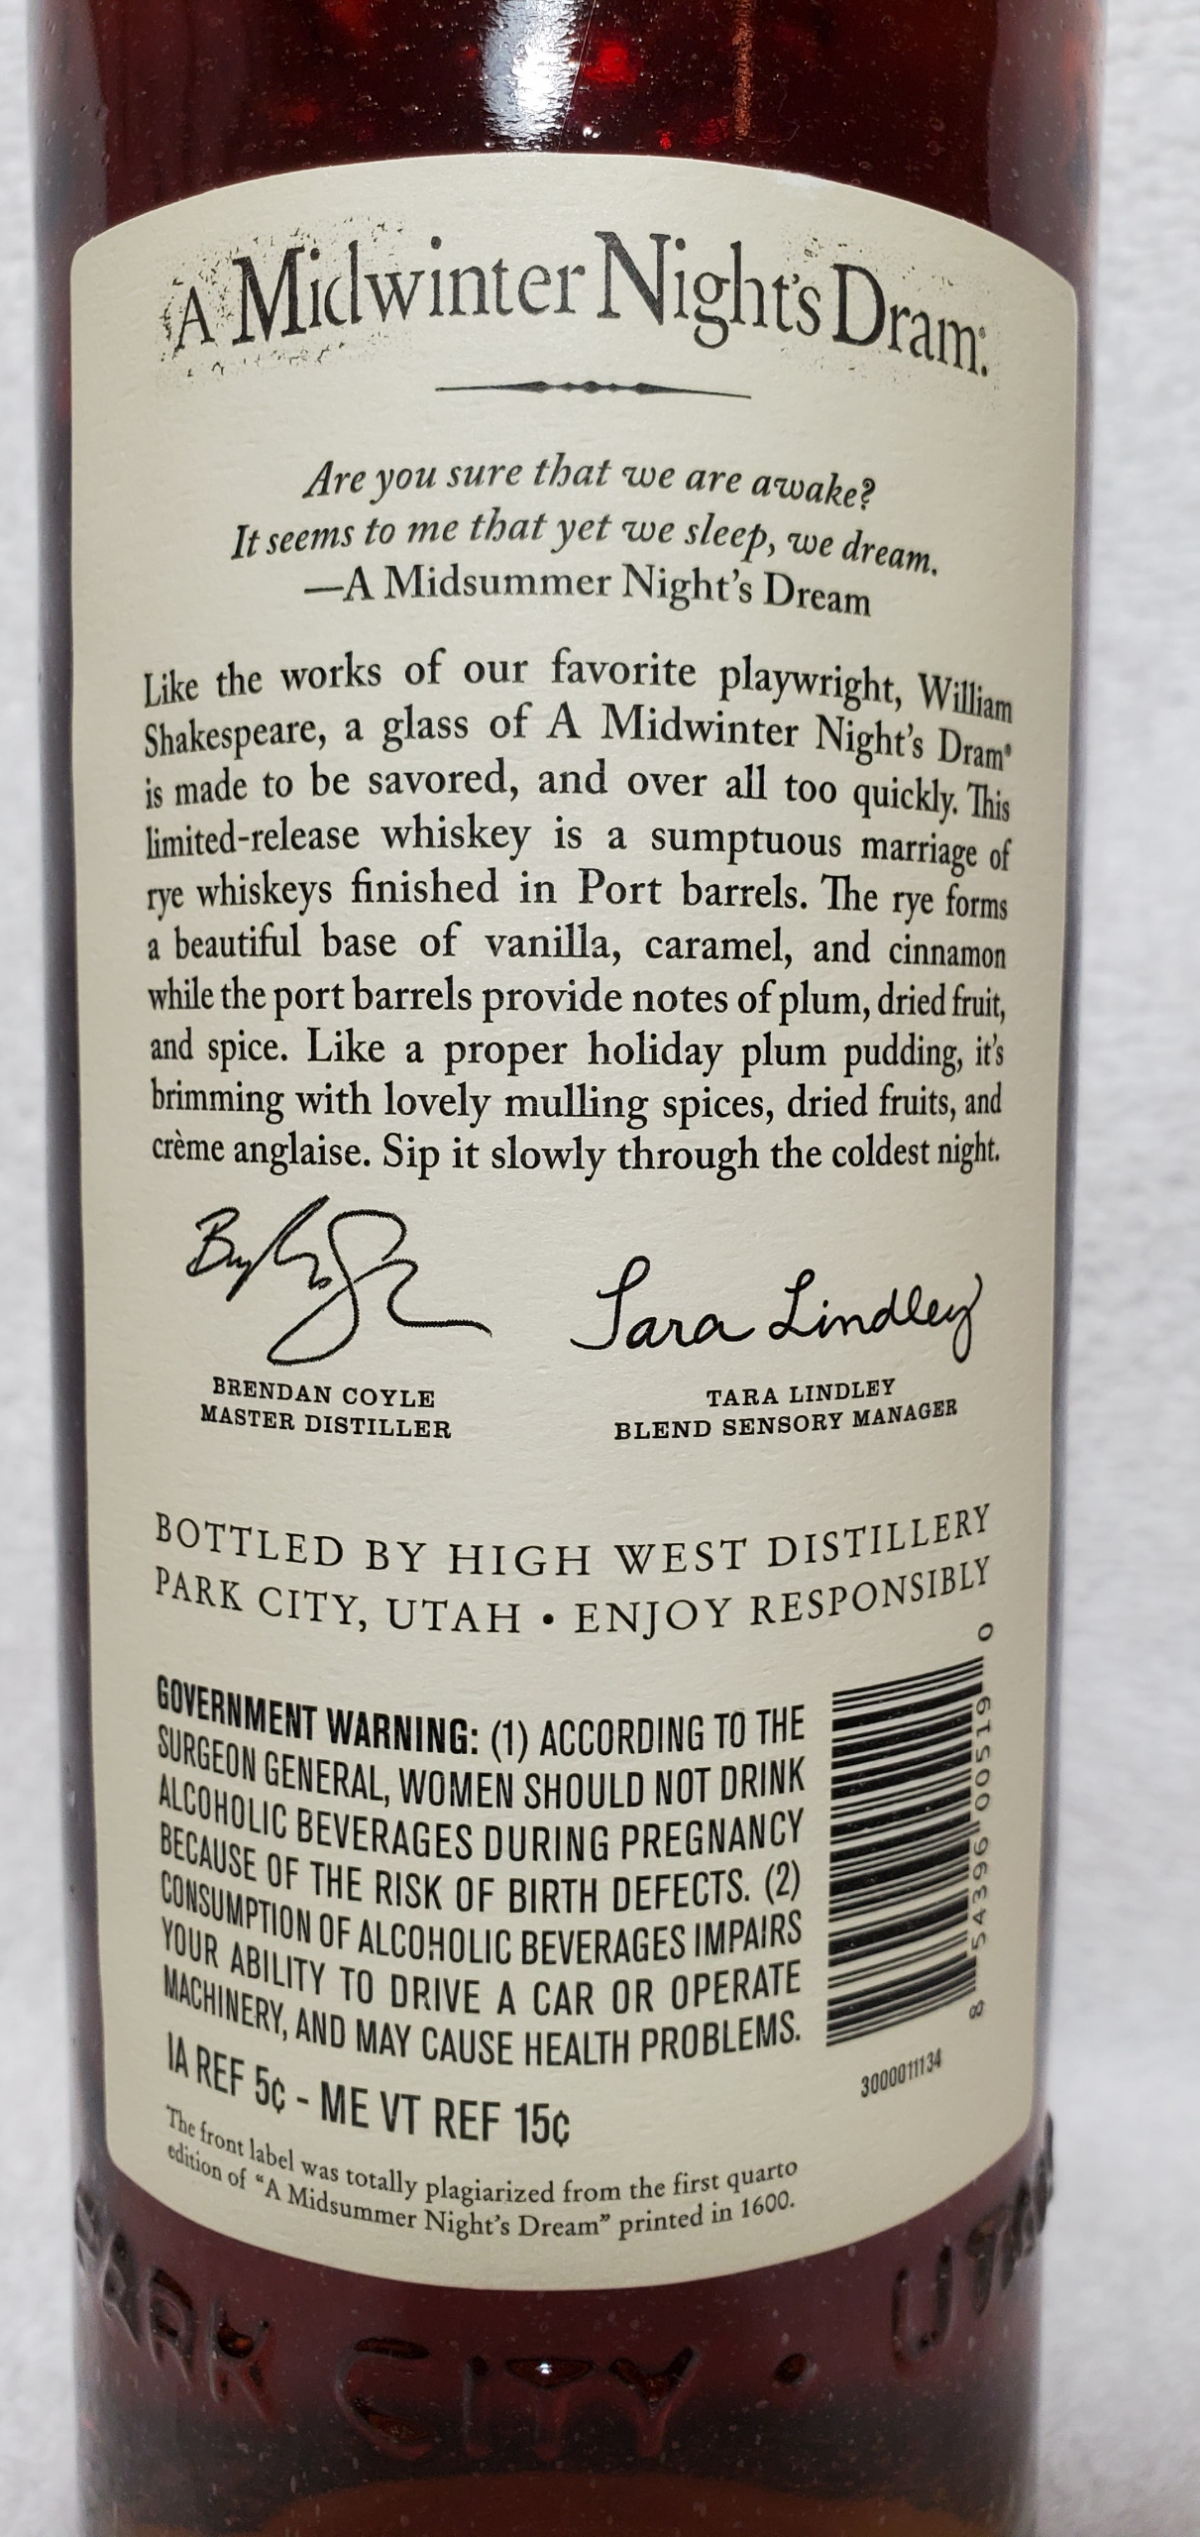 A Midwinter Night's Dram®.
Are you sure that we are awake?
It seems to me that yet we sleep, we dream.
—A Midsummer Night's Dream
Like the works of our favorite playwright, William
Shakespeare, a glass of A Midwinter Night's Dram®
is made to be savored, and over all too quickly. This
limited-release whiskey is a sumptuous marriage of
rye whiskeys finished in Port barrels. The rye forms
a beautiful base of vanilla, caramel, and cinnamon
while the port barrels provide notes of plum, dried fruit,
and spice. Like a proper holiday plum pudding, it's
brimming with lovely mulling spices, dried fruits, and
crème anglaise. Sip it slowly through the coldest night.
Tara Lindley
BRENDAN COYLE
MASTER DISTILLER
TARA LINDLEY
BLEND SENSORY MANAGER
BOTTLED BY HIGH WEST DISTILLERY
PARK CITY, UTAH • ENJOY RESPONSIBLY
GOVERNMENT WARNING: (1) ACCORDING TO THE
SURGEON GENERAL, WOMEN SHOULD NOT DRINK
ALCOHOLIC BEVERAGES DURING PREGNANCY
BECAUSE OF THE RISK OF BIRTH DEFECTS. (2)
CONSUMPTION OF ALCOHOLIC BEVERAGES IMPAIRS
YOUR ABILITY TO DRIVE A CAR OR OPERATE
MACHINERY, AND MAY CAUSE HEALTH PROBLEMS.
8 54396 00519 0
3000011134
IA REF 5¢ - ME VT REF 15¢
The front label was totally plagiarized from the first quarto
edition of "A Midsummer Night's Dream" printed in 1600.
PARK CITY • UTAH